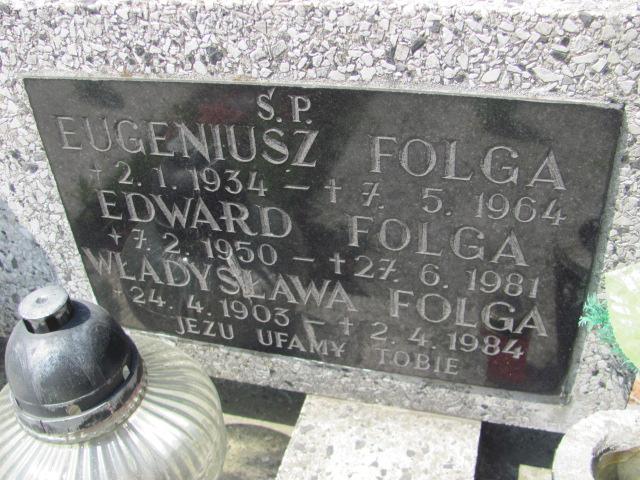 Ś.P.
EUGENIUSZ FOLGA
* 2. 1. 1934 – † 7. 5. 1964
EDWARD FOLGA
* 7. 2. 1950 – † 27. 6. 1981
WŁADYSŁAWA FOLGA
* 24. 4. 1903 – † 2. 4. 1984
JEZU UFAMY TOBIE